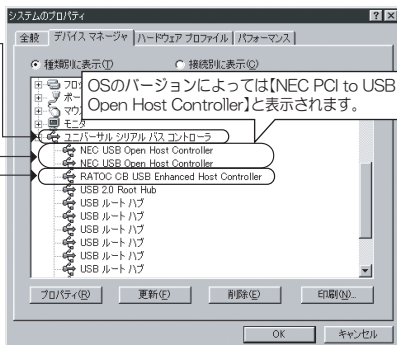 システムのプロパティ
全般 デバイス マネージャ ハードウェア プロファイル パフォーマンス
種類別に表示(T) 接続別に表示(C)
OSのバージョンによっては【NEC PCI to USB
Open Host Controller】と表示されます。
モニタ
ユニバーサル シリアル バス コントローラ
NEC USB Open Host Controller
NEC USB Open Host Controller
RATOC CB USB Enhanced Host Controller
USB 2.0 Root Hub
USB ルート ハブ
USB ルート ハブ
USB ルート ハブ
USB ルート ハブ
USB ルート ハブ
USB ルート ハブ
プロパティ(R) 更新(F) 削除(E) 印刷(N)...
OK キャンセル